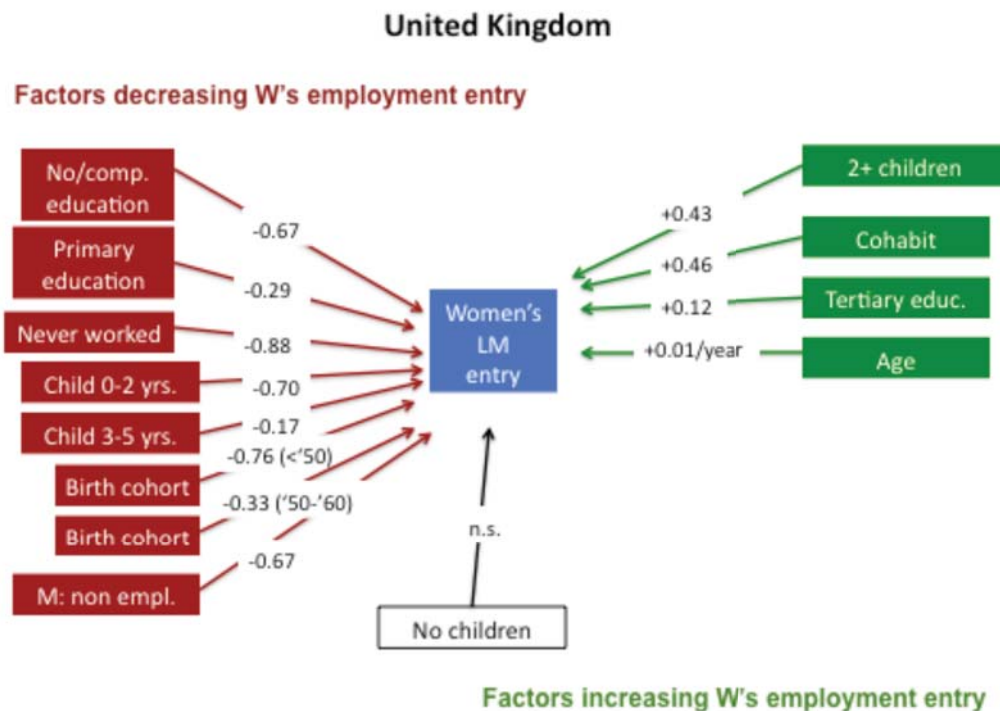 United Kingdom
Factors decreasing W's employment entry
No/comp.
education
Primary
education
Never worked
Child 0-2 yrs.
Child 3-5 yrs.
Birth cohort
Birth cohort
M: non empl.
-0.67
-0.29
-0.88
-0.70
-0.17
-0.76 (<'50)
-0.33 ('50-'60)
-0.67
Women's
LM
entry
n.s.
No children
+0.43
+0.46
+0.12
+0.01/year
2+ children
Cohabit
Tertiary educ.
Age
Factors increasing W's employment entry